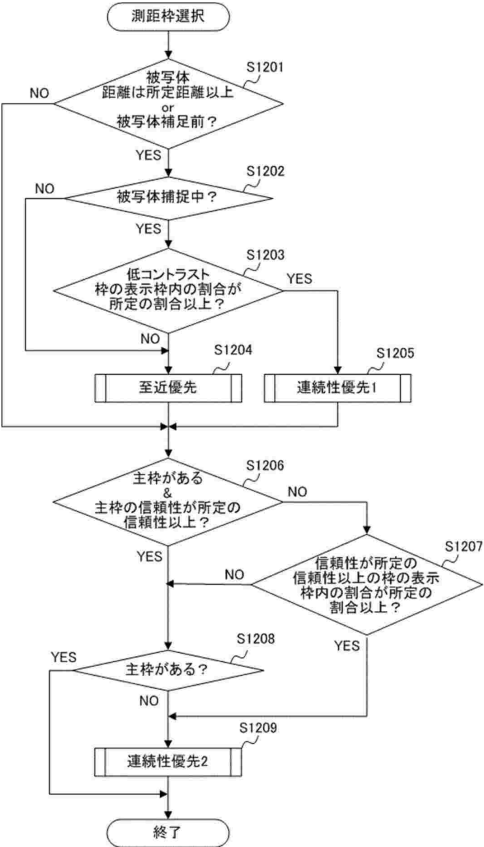 測距枠選択
S1201
被写体
距離は所定距離以上
or
被写体補足前?
NO
YES
S1202
被写体捕捉中?
NO
YES
S1203
低コントラスト
枠の表示枠内の割合が
所定の割合以上?
YES
NO
S1204
至近優先
S1205
連続性優先1
S1206
主枠がある
&
主枠の信頼性が所定の
信頼性以上?
NO
YES
S1207
信頼性が所定の
信頼性以上の枠の表示
枠内の割合が所定の
割合以上?
NO
YES
S1208
主枠がある?
YES
NO
S1209
連続性優先2
終了